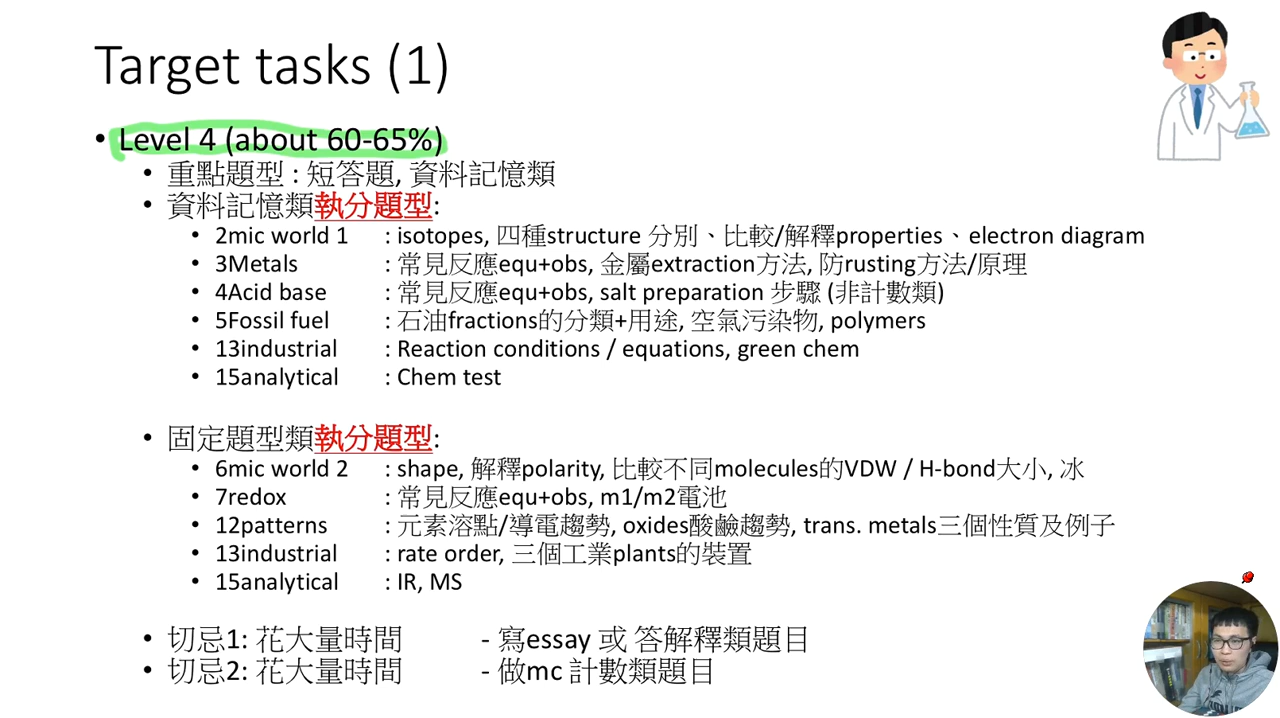 Target tasks (1)
• Level 4 (about 60-65%)
• 重點題型 : 短答題, 資料記憶類
• 資料記憶類執分題型:
• 2mic world 1 : isotopes, 四種structure 分別、比較/解釋properties、electron diagram
• 3Metals : 常見反應equ+obs, 金屬extraction方法, 防rusting方法/原理
• 4Acid base : 常見反應equ+obs, salt preparation 步驟 (非計數類)
• 5Fossil fuel : 石油fractions的分類+用途, 空氣污染物, polymers
• 13industrial : Reaction conditions / equations, green chem
• 15analytical : Chem test
• 固定題型類執分題型:
• 6mic world 2 : shape, 解釋polarity, 比較不同molecules的VDW / H-bond大小, 冰
• 7redox : 常見反應equ+obs, m1/m2電池
• 12patterns : 元素溶點/導電趨勢, oxides酸鹼趨勢, trans. metals三個性質及例子
• 13industrial : rate order, 三個工業plants的裝置
• 15analytical : IR, MS
• 切忌1: 花大量時間 - 寫essay 或 答解釋類題目
• 切忌2: 花大量時間 - 做mc 計數類題目